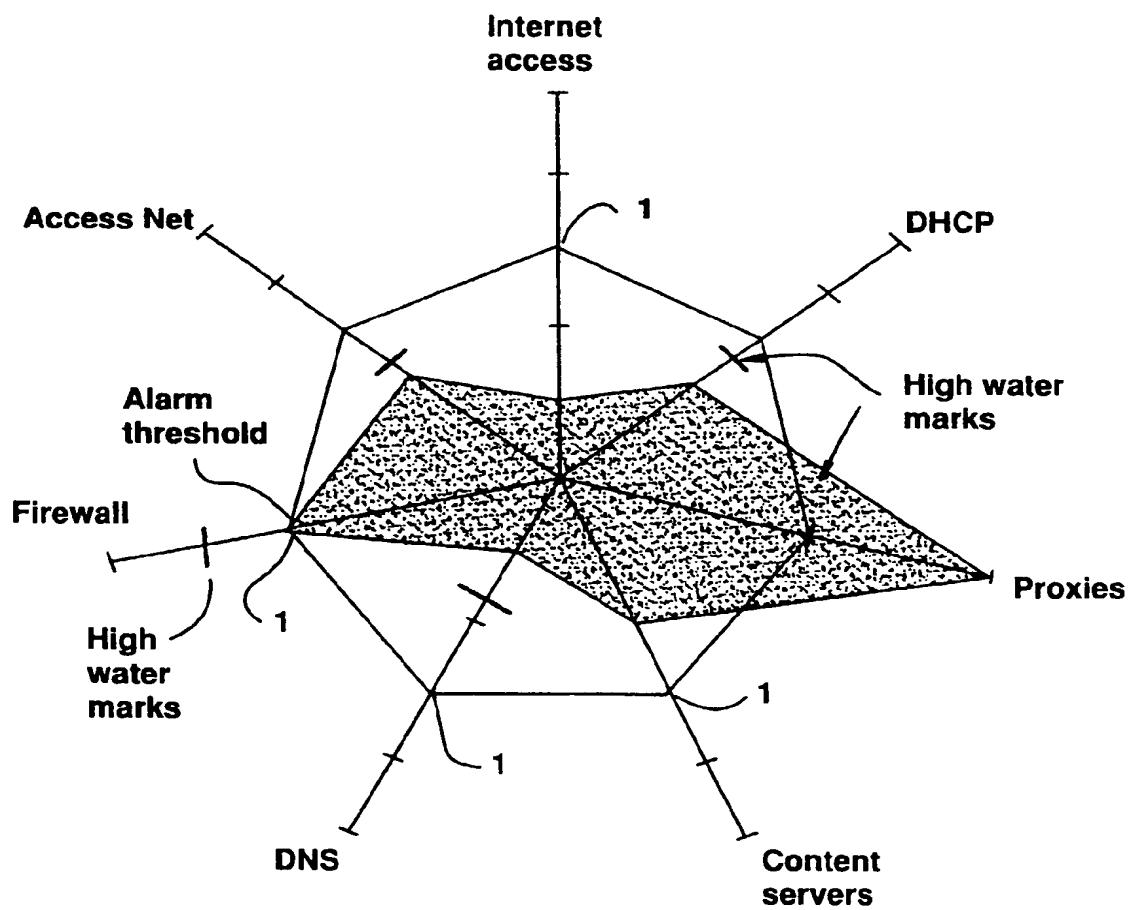 Internet
access
1
Access Net
DHCP
Alarm
threshold
High water
marks
Firewall
1
Proxies
High
water
marks
1
1
DNS
Content
servers